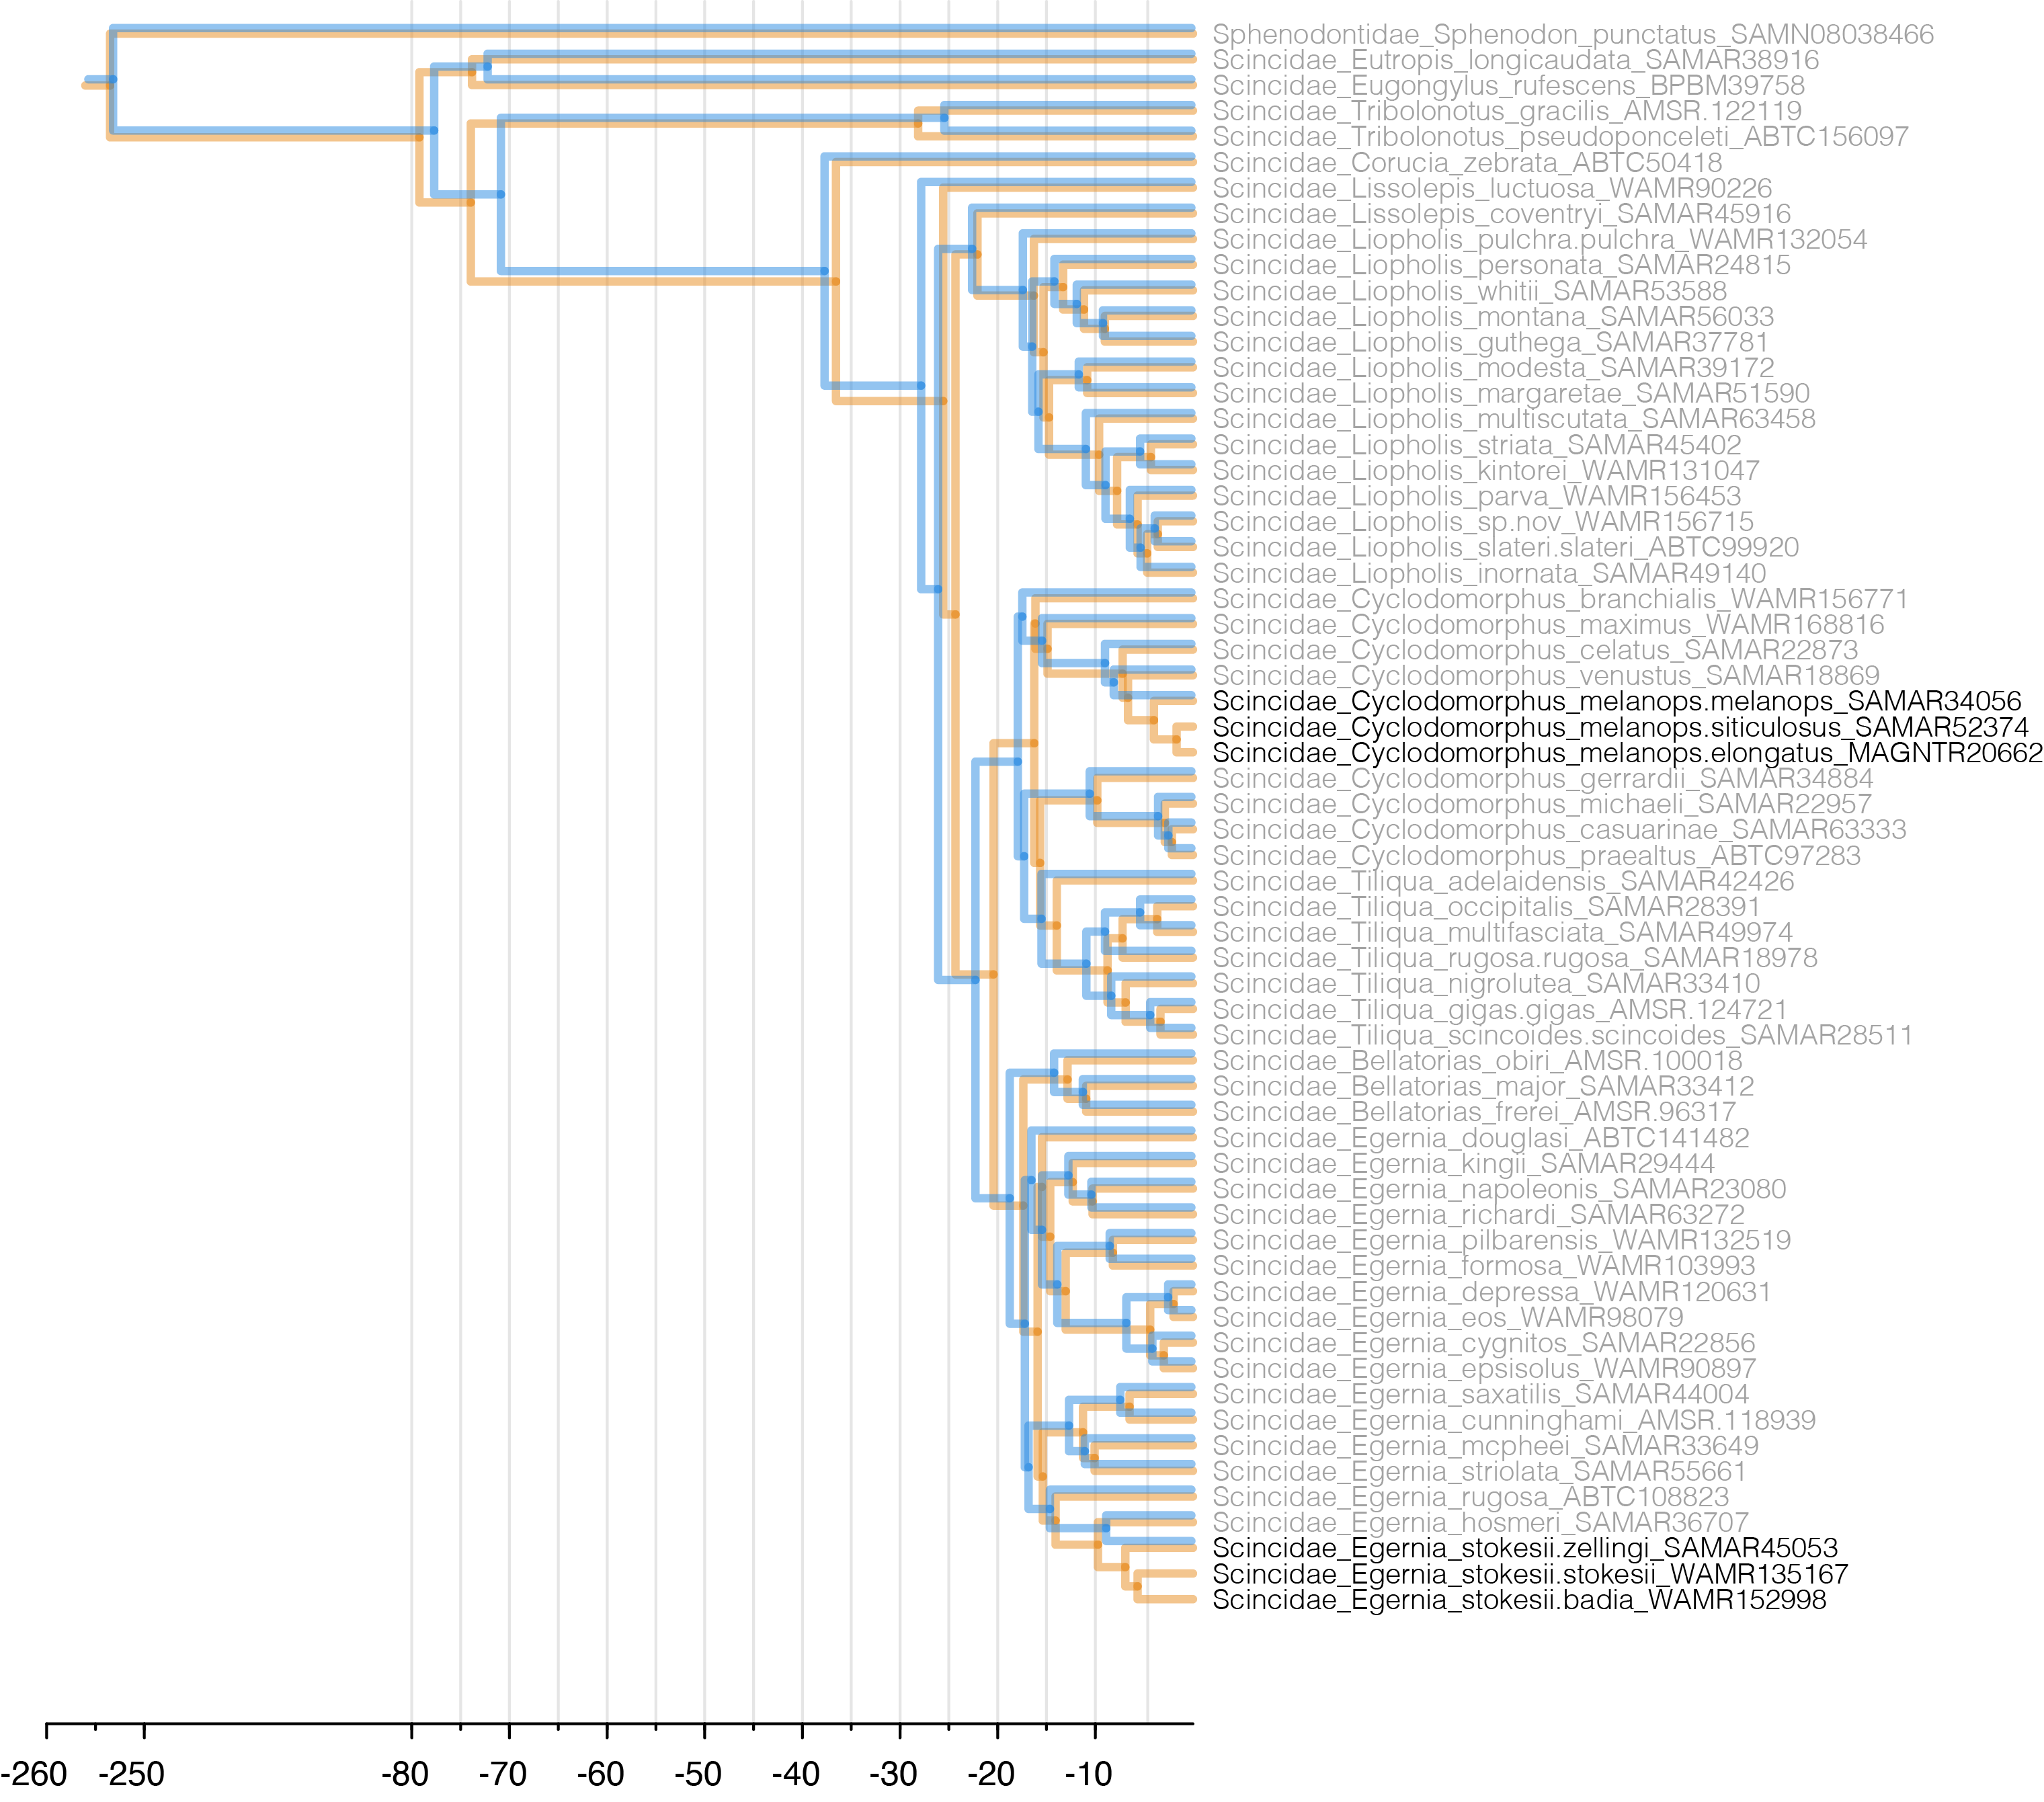 Sphenodontidae_Sphenodon_punctatus_SAMN08038466
Scincidae_Eutropis_longicaudata_SAMAR38916
Scincidae_Eugongylus_rufescens_BPBM39758
Scincidae_Tribolonotus_gracilis_AMSR.122119
Scincidae_Tribolonotus_pseudoponceleti_ABTC156097
Scincidae_Corucia_zebrata_ABTC50418
Scincidae_Lissolepis_luctuosa_WAMR90226
Scincidae_Lissolepis_coventryi_SAMAR45916
Scincidae_Liopholis_pulchra.pulchra_WAMR132054
Scincidae_Liopholis_personata_SAMAR24815
Scincidae_Liopholis_whitii_SAMAR53588
Scincidae_Liopholis_montana_SAMAR56033
Scincidae_Liopholis_guthega_SAMAR37781
Scincidae_Liopholis_modesta_SAMAR39172
Scincidae_Liopholis_margaretae_SAMAR51590
Scincidae_Liopholis_multiscutata_SAMAR63458
Scincidae_Liopholis_striata_SAMAR45402
Scincidae_Liopholis_kintorei_WAMR131047
Scincidae_Liopholis_parva_WAMR156453
Scincidae_Liopholis_sp.nov_WAMR156715
Scincidae_Liopholis_slateri.slateri_ABTC99920
Scincidae_Liopholis_inornata_SAMAR49140
Scincidae_Cyclodomorphus_branchialis_WAMR156771
Scincidae_Cyclodomorphus_maximus_WAMR168816
Scincidae_Cyclodomorphus_celatus_SAMAR22873
Scincidae_Cyclodomorphus_venustus_SAMAR18869
Scincidae_Cyclodomorphus_melanops.melanops_SAMAR34056
Scincidae_Cyclodomorphus_melanops.siticulosus_SAMAR52374
Scincidae_Cyclodomorphus_melanops.elongatus_MAGNTR20662
Scincidae_Cyclodomorphus_gerrardii_SAMAR34884
Scincidae_Cyclodomorphus_michaeli_SAMAR22957
Scincidae_Cyclodomorphus_casuarinae_SAMAR63333
Scincidae_Cyclodomorphus_praealtus_ABTC97283
Scincidae_Tiliqua_adelaidensis_SAMAR42426
Scincidae_Tiliqua_occipitalis_SAMAR28391
Scincidae_Tiliqua_multifasciata_SAMAR49974
Scincidae_Tiliqua_rugosa.rugosa_SAMAR18978
Scincidae_Tiliqua_nigrolutea_SAMAR33410
Scincidae_Tiliqua_gigas.gigas_AMSR.124721
Scincidae_Tiliqua_scincoides.scincoides_SAMAR28511
Scincidae_Bellatorias_obiri_AMSR.100018
Scincidae_Bellatorias_major_SAMAR33412
Scincidae_Bellatorias_frerei_AMSR.96317
Scincidae_Egernia_douglasi_ABTC141482
Scincidae_Egernia_kingii_SAMAR29444
Scincidae_Egernia_napoleonis_SAMAR23080
Scincidae_Egernia_richardi_SAMAR63272
Scincidae_Egernia_pilbarensis_WAMR132519
Scincidae_Egernia_formosa_WAMR103993
Scincidae_Egernia_depressa_WAMR120631
Scincidae_Egernia_eos_WAMR98079
Scincidae_Egernia_cygnitos_SAMAR22856
Scincidae_Egernia_epsisolus_WAMR90897
Scincidae_Egernia_saxatilis_SAMAR44004
Scincidae_Egernia_cunninghami_AMSR.118939
Scincidae_Egernia_mcpheei_SAMAR33649
Scincidae_Egernia_striolata_SAMAR55661
Scincidae_Egernia_rugosa_ABTC108823
Scincidae_Egernia_hosmeri_SAMAR36707
Scincidae_Egernia_stokesii.zellingi_SAMAR45053
Scincidae_Egernia_stokesii.stokesii_WAMR135167
Scincidae_Egernia_stokesii.badia_WAMR152998
-260 -250 -80 -70 -60 -50 -40 -30 -20 -10